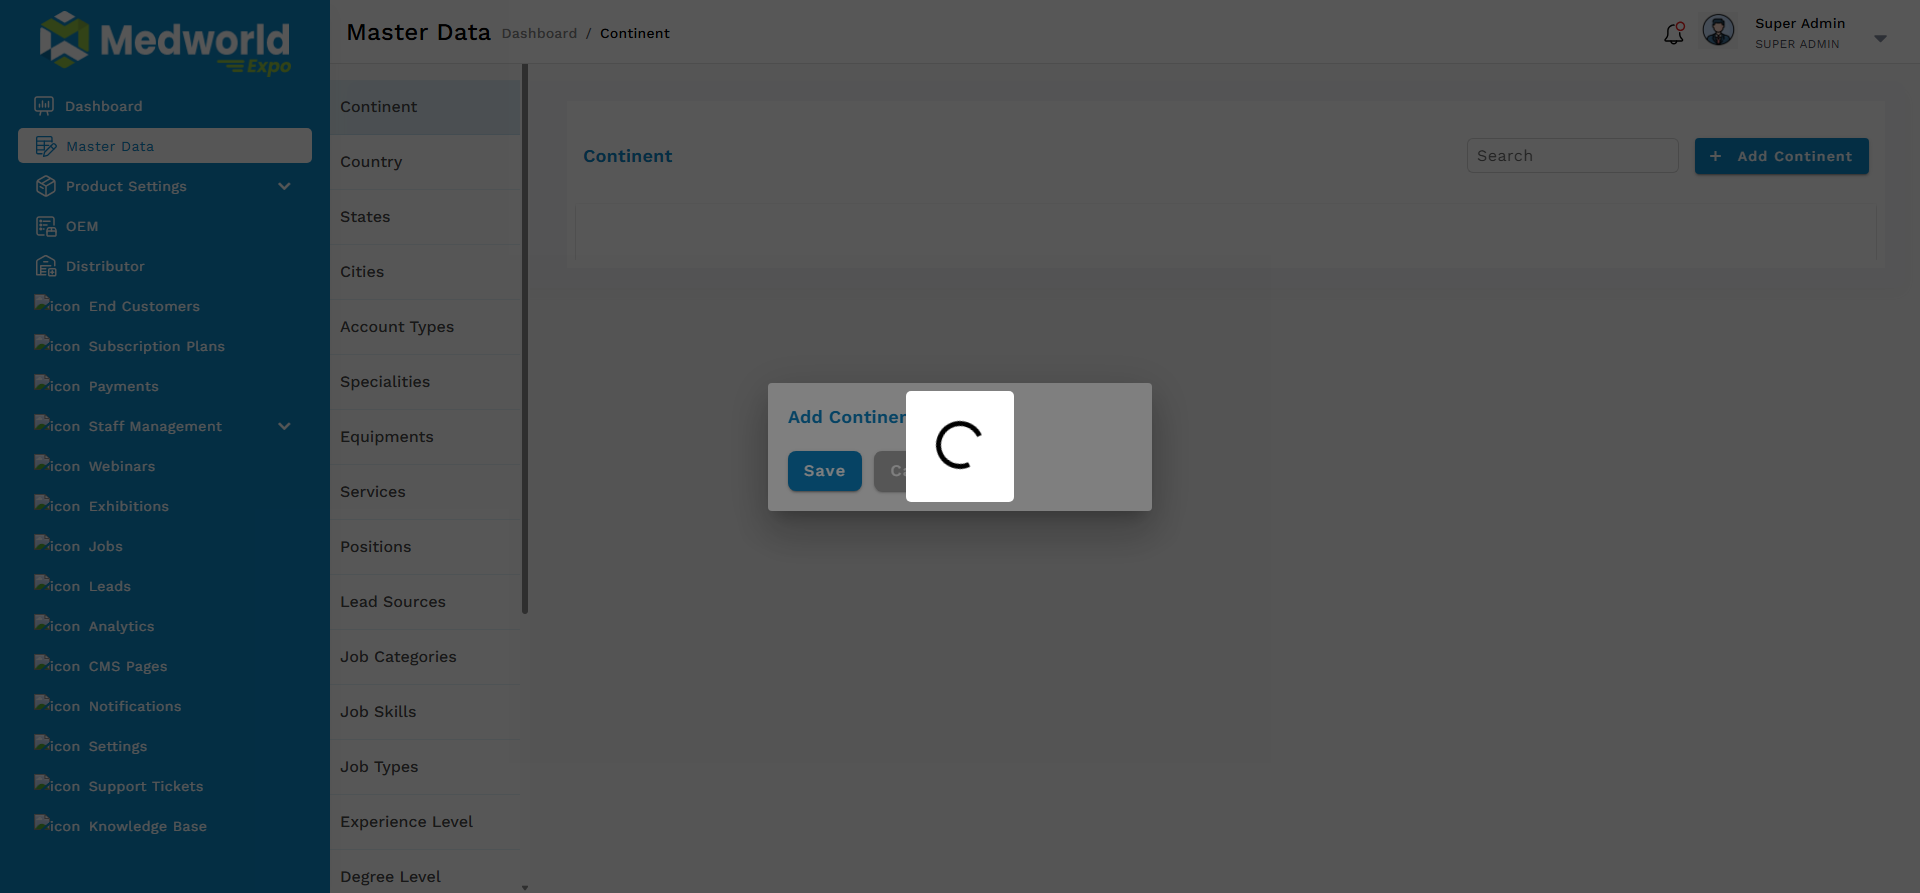 Medworld
Expo
Dashboard
Master Data
Product Settings
OEM
Distributor
icon End Customers
icon Subscription Plans
icon Payments
icon Staff Management
icon Webinars
icon Exhibitions
icon Jobs
icon Leads
icon Analytics
icon CMS Pages
icon Notifications
icon Settings
icon Support Tickets
icon Knowledge Base
Master Data Dashboard / Continent
Super Admin
SUPER ADMIN
Continent
Country
States
Cities
Account Types
Specialities
Equipments
Services
Positions
Lead Sources
Job Categories
Job Skills
Job Types
Experience Level
Degree Level
Continent
Search
+ Add Continent
Add Contine
Save
Ca